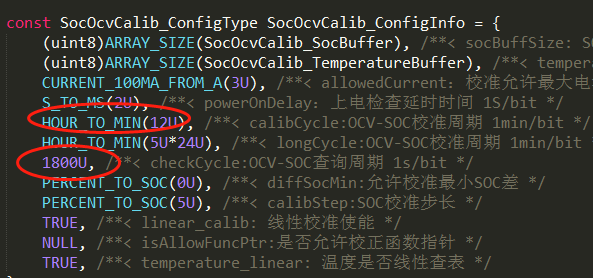 const SocOcvCalib_ConfigType SocOcvCalib_ConfigInfo = {
(uint8)ARRAY_SIZE(SocOcvCalib_SocBuffer), /**< socBuffSize: SO
(uint8)ARRAY_SIZE(SocOcvCalib_TemperatureBuffer), /**< tempera
CURRENT_100MA_FROM_A(3U), /**< allowedCurrent: 校准允许最大电
S_TO_MS(2U), /**< powerOnDelay: 上电检查延时时间 1S/bit */
HOUR_TO_MIN(12U), /**< calibCycle:OCV-SOC校准周期 1min/bit */
HOUR_TO_MIN(5U*24U), /**< longCycle:OCV-SOC校准周期 1min/bit
1800U, /**< checkCycle:OCV-SOC查询周期 1s/bit */
PERCENT_TO_SOC(0U), /**< diffSocMin:允许校准最小SOC差 */
PERCENT_TO_SOC(5U), /**< calibStep:SOC校准步长 */
TRUE, /**< linear_calib: 线性校准使能 */
NULL, /**< isAllowFuncPtr:是否允许校正函数指针 */
TRUE, /**< temperature_linear: 温度是否线性查表 */